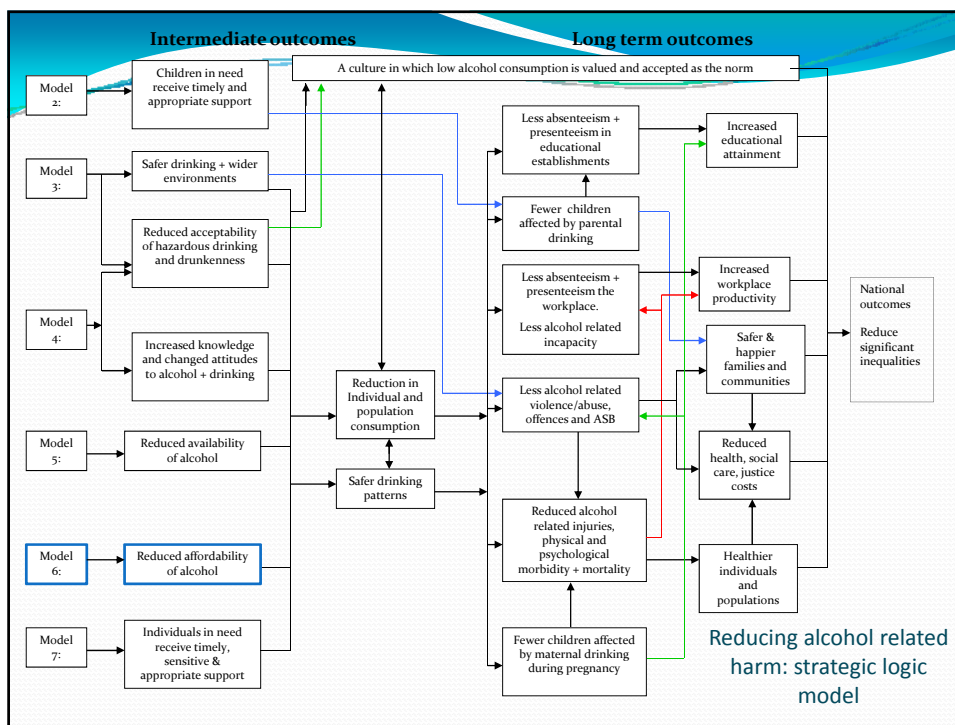 Intermediate outcomes
Long term outcomes
A culture in which low alcohol consumption is valued and accepted as the norm
Model
2:
Children in need
receive timely and
appropriate support
Model
3:
Safer drinking + wider
environments
Reduced acceptability
of hazardous drinking
and drunkenness
Model
4:
Increased knowledge
and changed attitudes
to alcohol + drinking
Model
5:
Reduced availability
of alcohol
Model
6:
Reduced affordability
of alcohol
Model
7:
Individuals in need
receive timely,
sensitive &
appropriate support
Reduction in
Individual and
population
consumption
Safer drinking
patterns
Less absenteeism +
presenteeism in
educational
establishments
Fewer children
affected by parental
drinking
Less absenteeism +
presenteeism the
workplace.
Less alcohol related
incapacity
Less alcohol related
violence/abuse,
offences and ASB
Reduced alcohol
related injuries,
physical and
psychological
morbidity + mortality
Fewer children affected
by maternal drinking
during pregnancy
Increased
educational
attainment
Increased
workplace
productivity
Safer &
happier
families and
communities
Reduced
health, social
care, justice
costs
Healthier
individuals
and
populations
National
outcomes
Reduce
significant
inequalities
Reducing alcohol related
harm: strategic logic
model